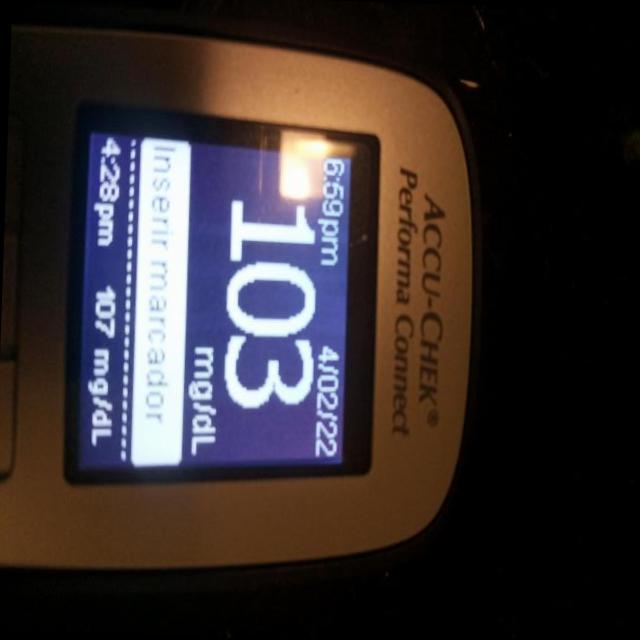 ACCU-CHEK®
Performa Connect
6:59pm 4/02/22
103 mg/dL
Inserir marcador
4:28pm 107 mg/dL